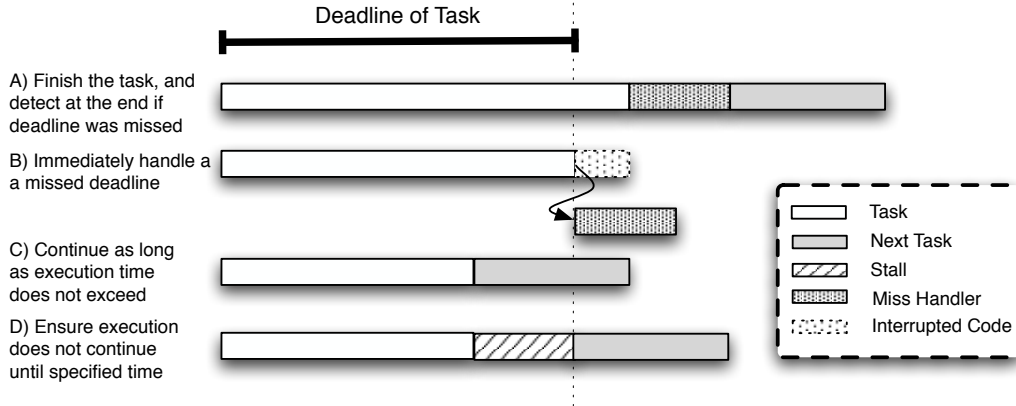 Deadline of Task
A) Finish the task, and
detect at the end if
deadline was missed
B) Immediately handle a
a missed deadline
C) Continue as long
as execution time
does not exceed
D) Ensure execution
does not continue
until specified time
Task
Next Task
Stall
Miss Handler
Interrupted Code